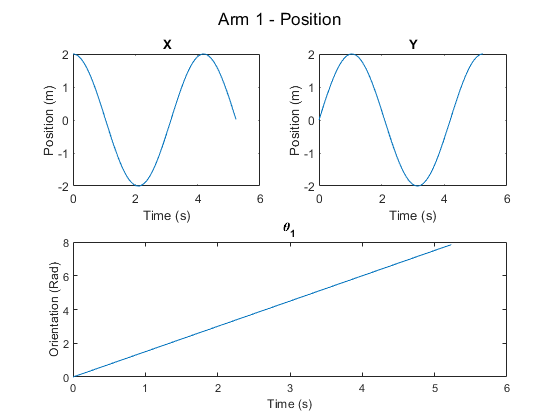 Arm 1 - Position
X
Y
2
1
0
-1
-2
Position (m)
0 2 4 6
Time (s)
2
1
0
-1
-2
Position (m)
0 2 4 6
Time (s)
θ1
8
6
4
2
0
Orientation (Rad)
0 1 2 3 4 5 6
Time (s)